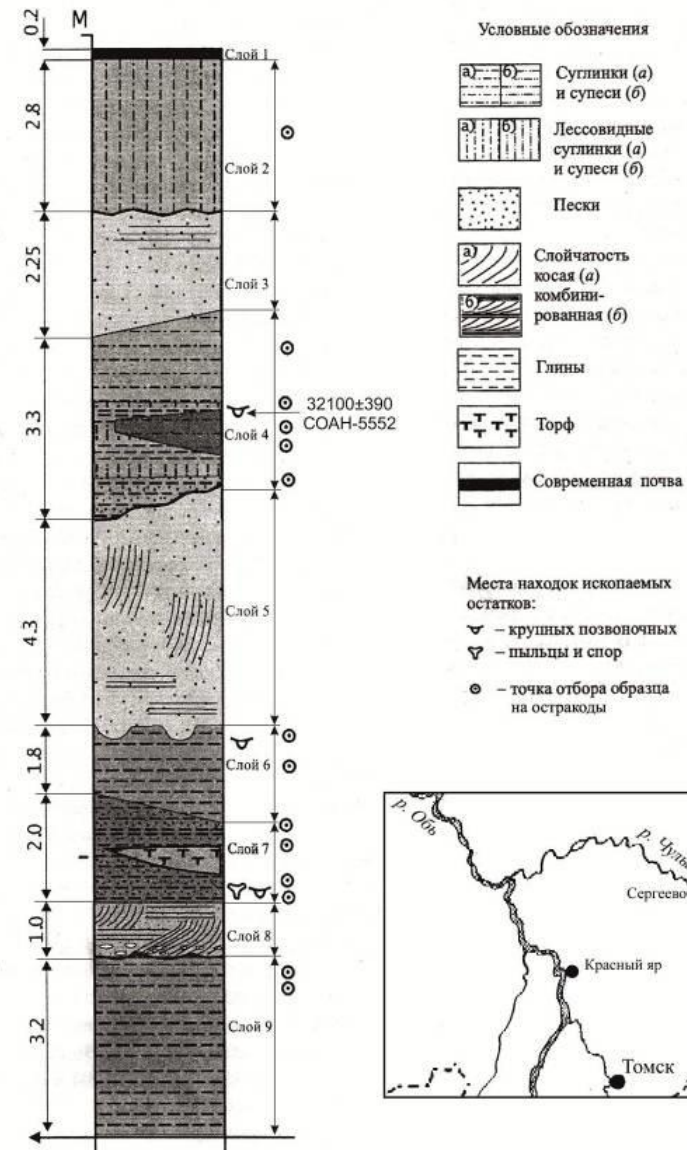 М
0.2
2.8
2.25
3.3
4.3
1.8
2.0
1.0
3.2
Слой 1
Слой 2
Слой 3
Слой 4
Слой 5
Слой 6
Слой 7
Слой 8
Слой 9
32100±390
СОАН-5552
Условные обозначения
а) б)
Суглинки (а)
и супеси (б)
а) б)
Лессовидные
суглинки (а)
и супеси (б)
Пески
а)
б)
Слойчатость
косая (а)
комбини-
рованная (б)
Глины
Торф
Современная почва
Места находок ископаемых
остатков:
– крупных позвоночных
– пыльцы и спор
– точка отбора образца
на остракоды
р. Обь
р. Чулы
Сергеево
Красный яр
Томск